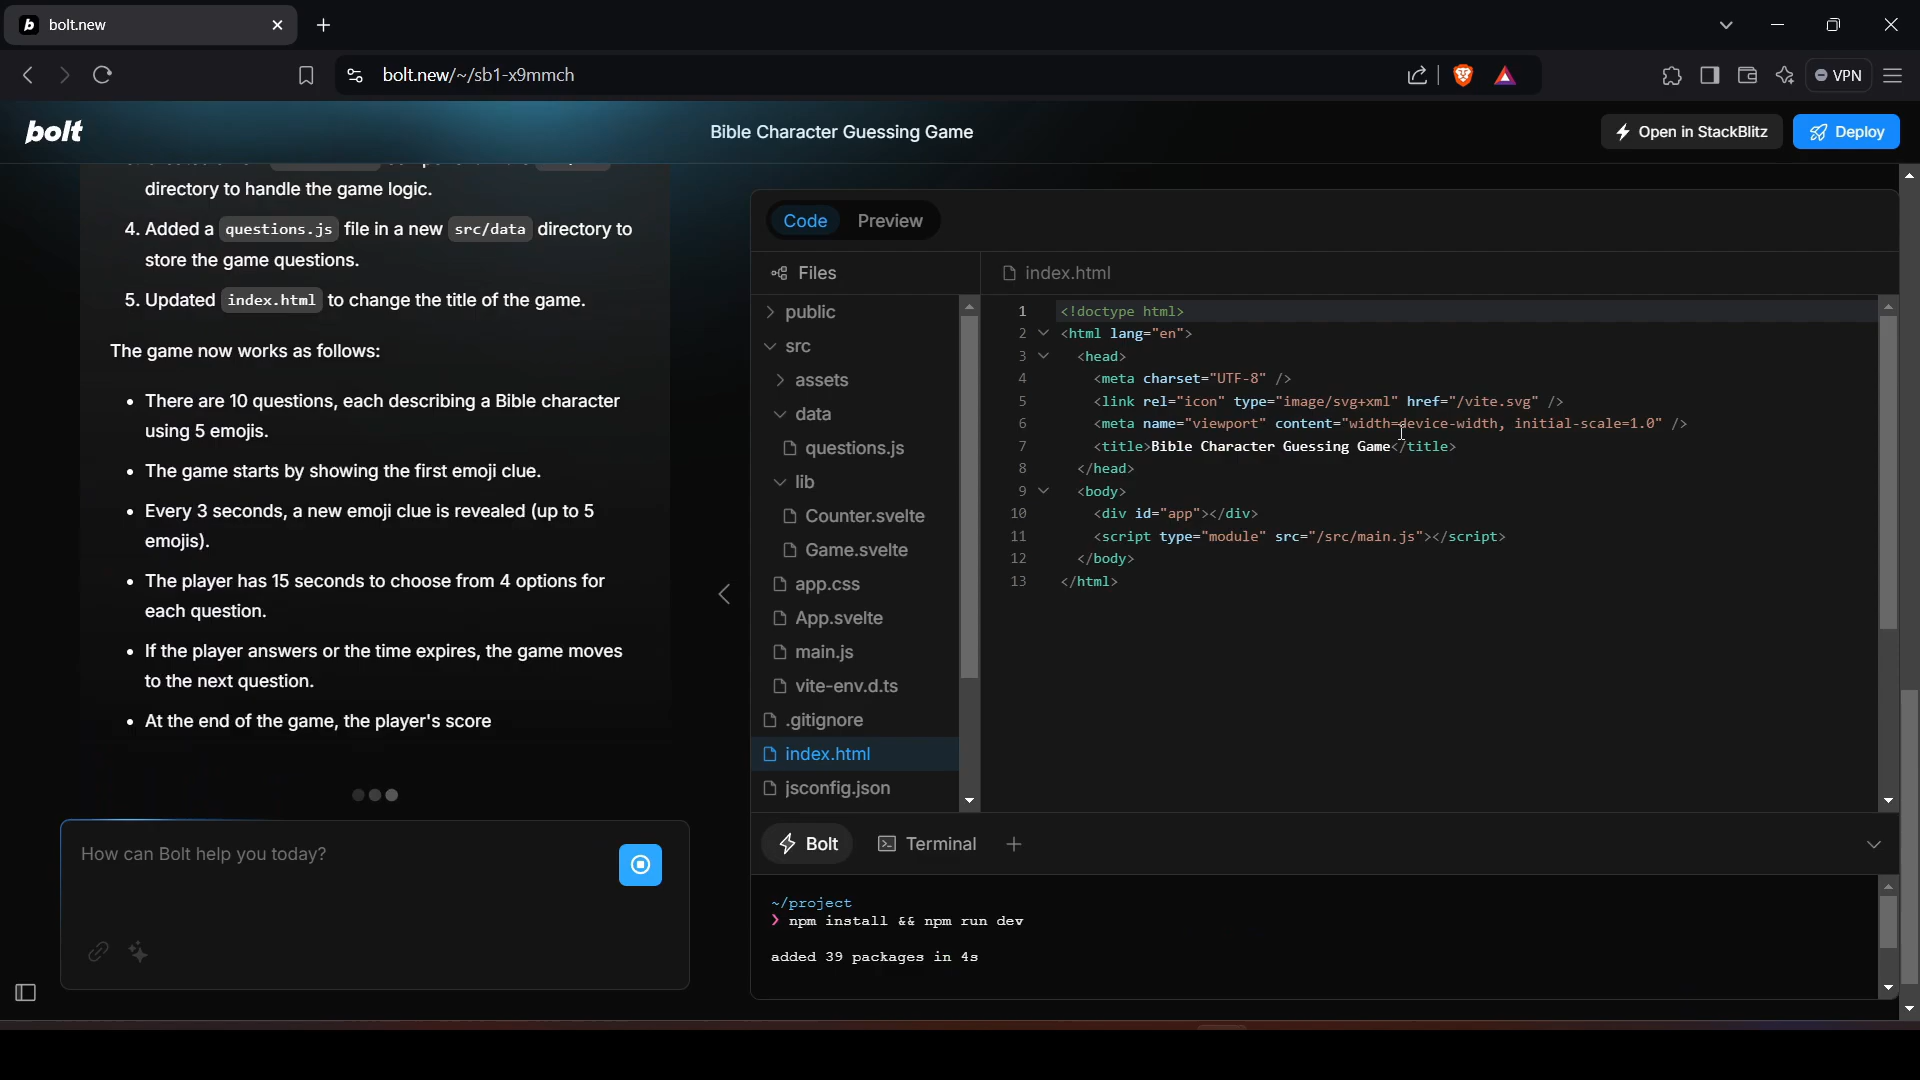 bolt.new
bolt.new/~/sb1-x9mmch
VPN
bolt
Bible Character Guessing Game
Open in StackBlitz
Deploy
directory to handle the game logic.
4. Added a questions.js file in a new src/data directory to
store the game questions.
5. Updated index.html to change the title of the game.
The game now works as follows:
• There are 10 questions, each describing a Bible character
using 5 emojis.
• The game starts by showing the first emoji clue.
• Every 3 seconds, a new emoji clue is revealed (up to 5
emojis).
• The player has 15 seconds to choose from 4 options for
each question.
• If the player answers or the time expires, the game moves
to the next question.
• At the end of the game, the player's score
How can Bolt help you today?
Code
Preview
Files
public
src
assets
data
questions.js
lib
Counter.svelte
Game.svelte
app.css
App.svelte
main.js
vite-env.d.ts
.gitignore
index.html
jsconfig.json
index.html
1 <!doctype html>
2 <html lang="en">
3 <head>
4 <meta charset="UTF-8" />
5 <link rel="icon" type="image/svg+xml" href="/vite.svg" />
6 <meta name="viewport" content="width=device-width, initial-scale=1.0" />
7 <title>Bible Character Guessing Game</title>
8 </head>
9 <body>
10 <div id="app"></div>
11 <script type="module" src="/src/main.js"></script>
12 </body>
13 </html>
Bolt
Terminal
~/project
❯ npm install && npm run dev
added 39 packages in 4s